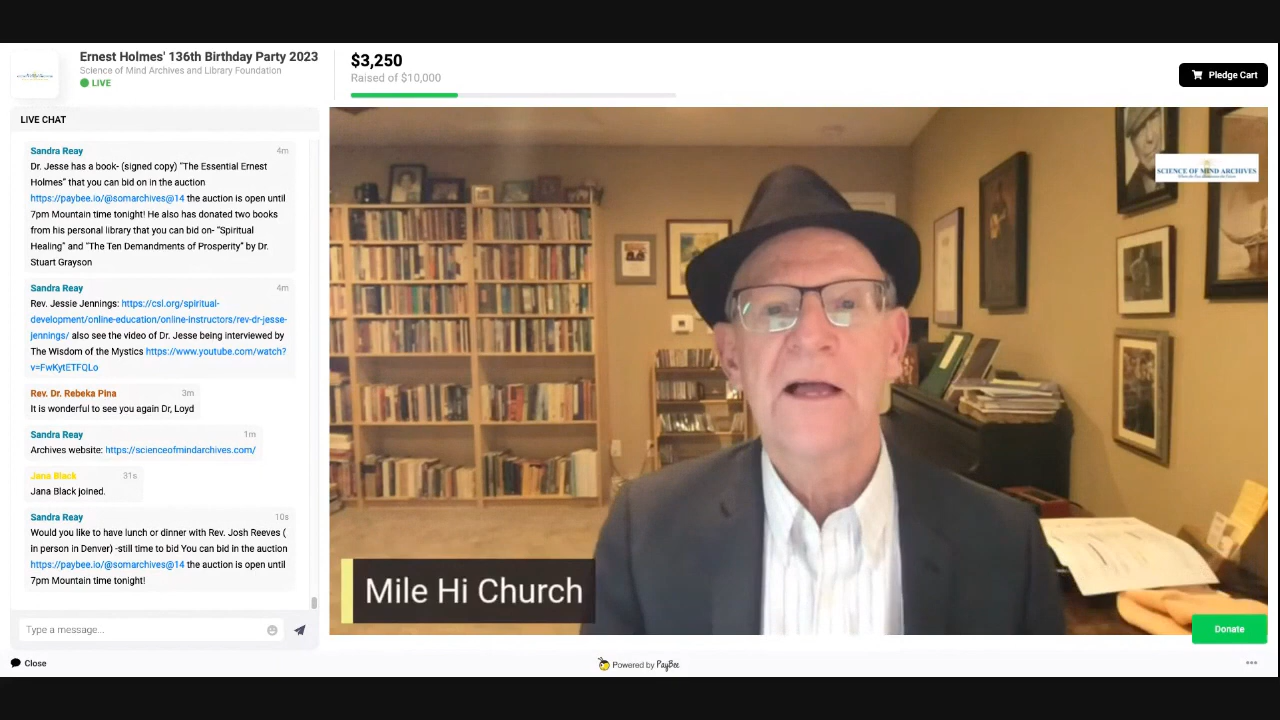 Ernest Holmes' 136th Birthday Party 2023
Science of Mind Archives and Library Foundation
LIVE
$3,250
Raised of $10,000
Pledge Cart
LIVE CHAT
Sandra Reay 4m
Dr. Jesse has a book- (signed copy) "The Essential Ernest
Holmes" that you can bid on in the auction
https://paybee.io/@somarchives@14 the auction is open until
7pm Mountain time tonight! He also has donated two books
from his personal library that you can bid on- "Spiritual
Healing" and "The Ten Demandments of Prosperity" by Dr.
Stuart Grayson
Sandra Reay 4m
Rev. Jessie Jennings: https://csl.org/spiritual-
development/online-education/online-instructors/rev-dr-jesse-
jennings/ also see the video of Dr. Jesse being interviewed by
The Wisdom of the Mystics https://www.youtube.com/watch?
v=FwKytETFQLo
Rev. Dr. Rebeka PIna 3m
It is wonderful to see you again Dr, Loyd
Sandra Reay 1m
Archives website: https://scienceofmindarchives.com/
Jana Black 31s
Jana Black joined.
Sandra Reay 10s
Would you like to have lunch or dinner with Rev. Josh Reeves (
in person in Denver) -still time to bid You can bid in the auction
https://paybee.io/@somarchives@14 the auction is open until
7pm Mountain time tonight!
Type a message...
Close
SCIENCE OF MIND ARCHIVES
Mile Hi Church
Donate
Powered by PayBee